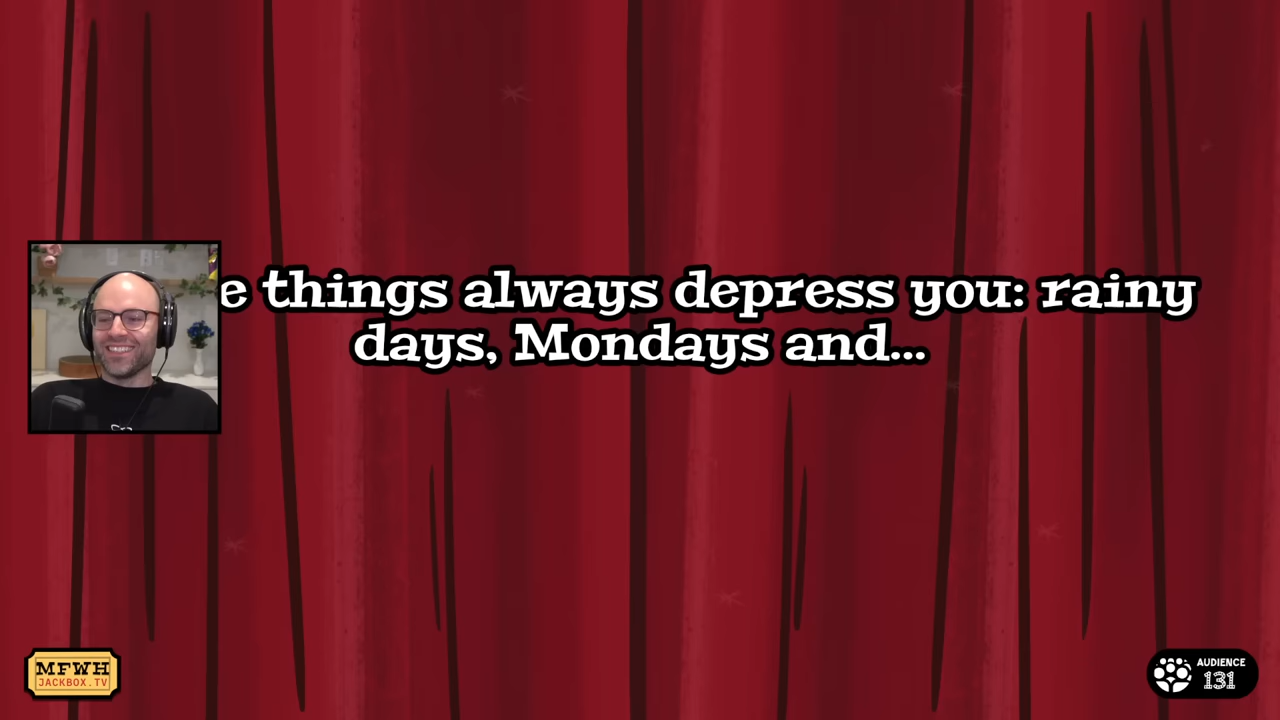 e things always depress you: rainy
days, Mondays and...
MFWH
JACKBOX.TV
AUDIENCE
131